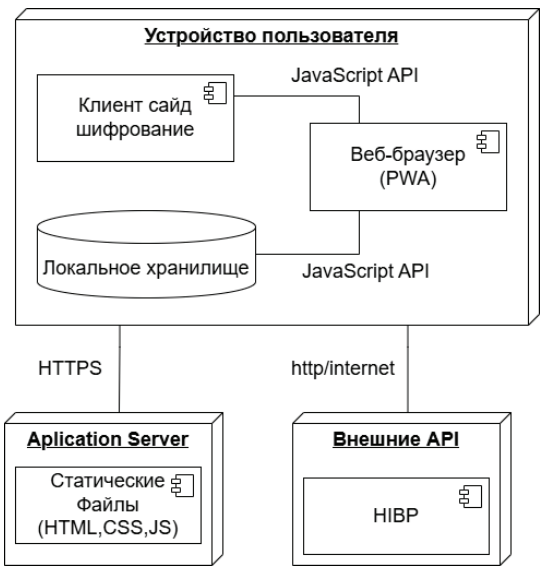 Устройство пользователя
JavaScript API
Клиент сайд
шифрование
Веб-браузер
(PWA)
Локальное хранилище
JavaScript API
HTTPS
http/internet
Aplication Server
Статические
Файлы
(HTML,CSS,JS)
Внешние API
HIBP